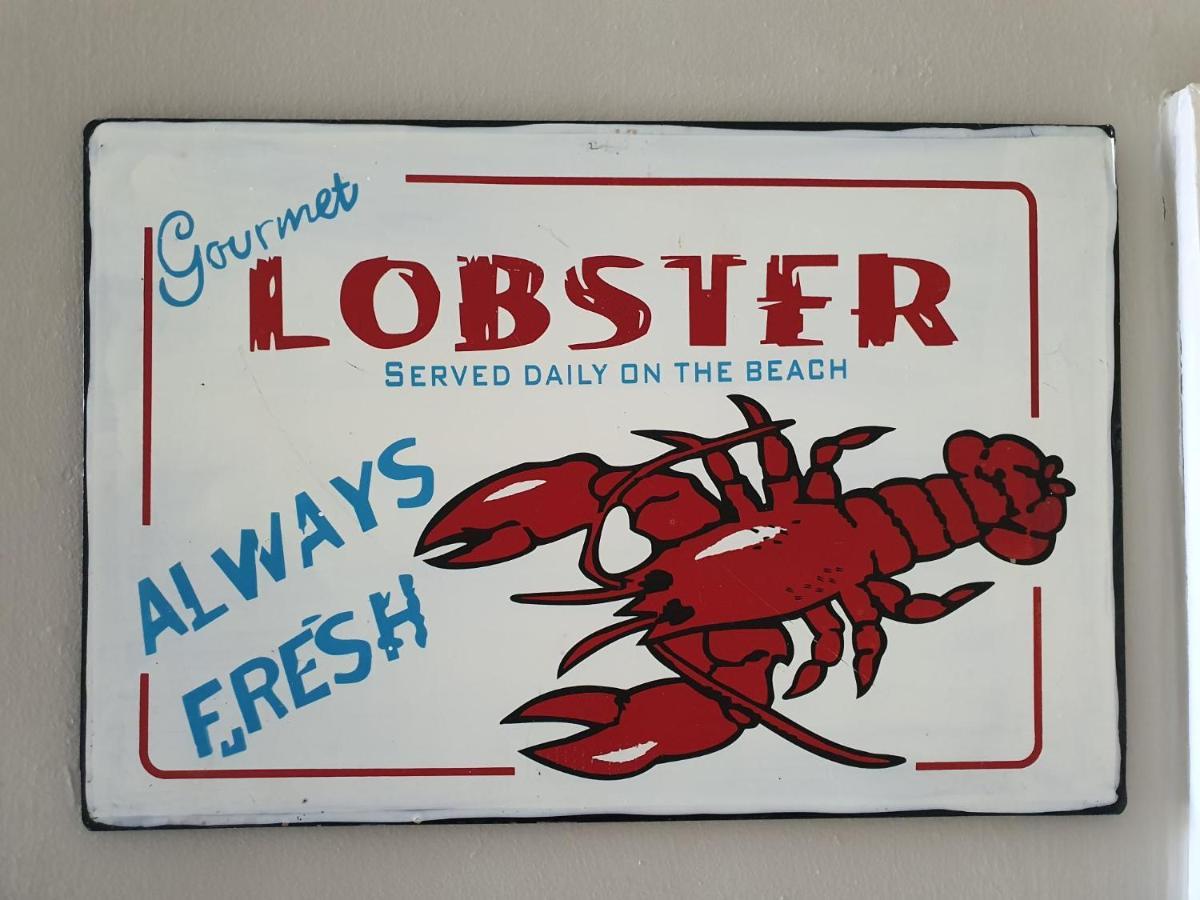 Gourmet
LOBSTER
SERVED DAILY ON THE BEACH
ALWAYS
FRESH